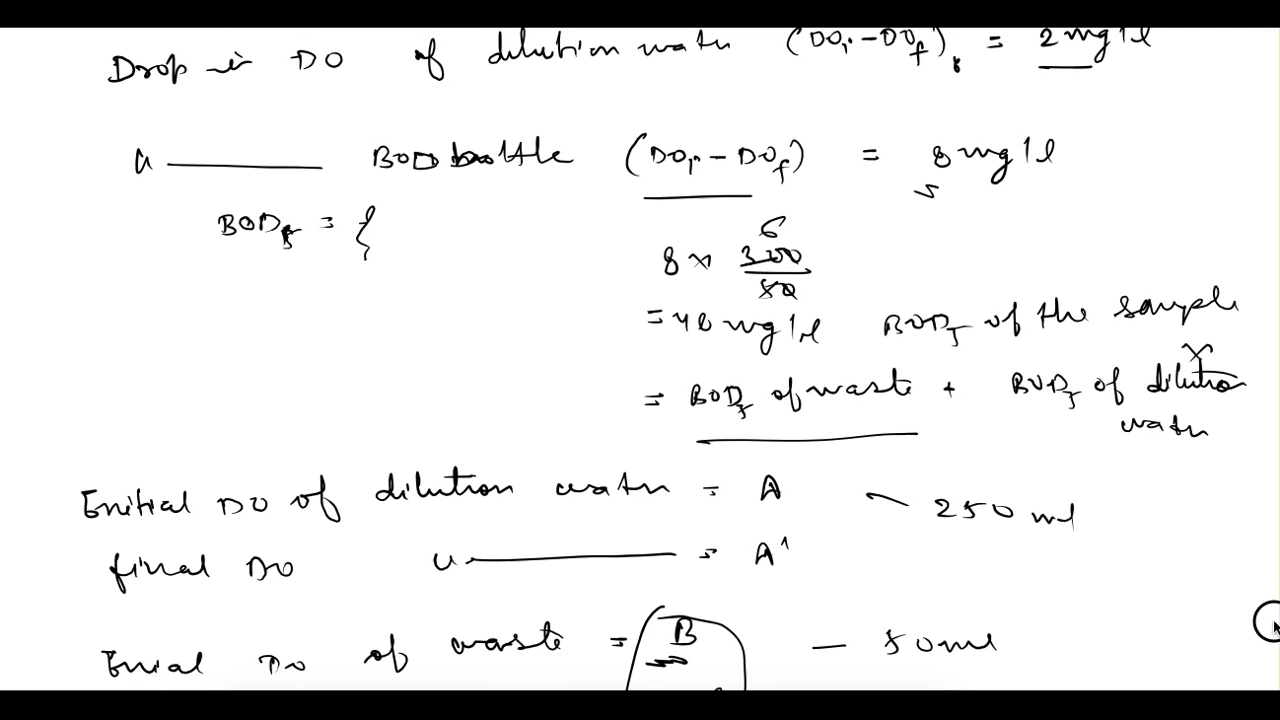 Drop in DO of dilution water (DOi - DOf) = 2 mg/l
" ——— BOD bottle (DOi - DOf) = 8 mg/l
5
BOD5 = {
6
8 × 300/50
= 48 mg/l BOD5 of the sample
= BOD5 of waste + BOD5 of dilution water
Initial DO of dilution water = A — 250 ml
final DO " ——— = A'
Initial DO of waste = B — 50 ml